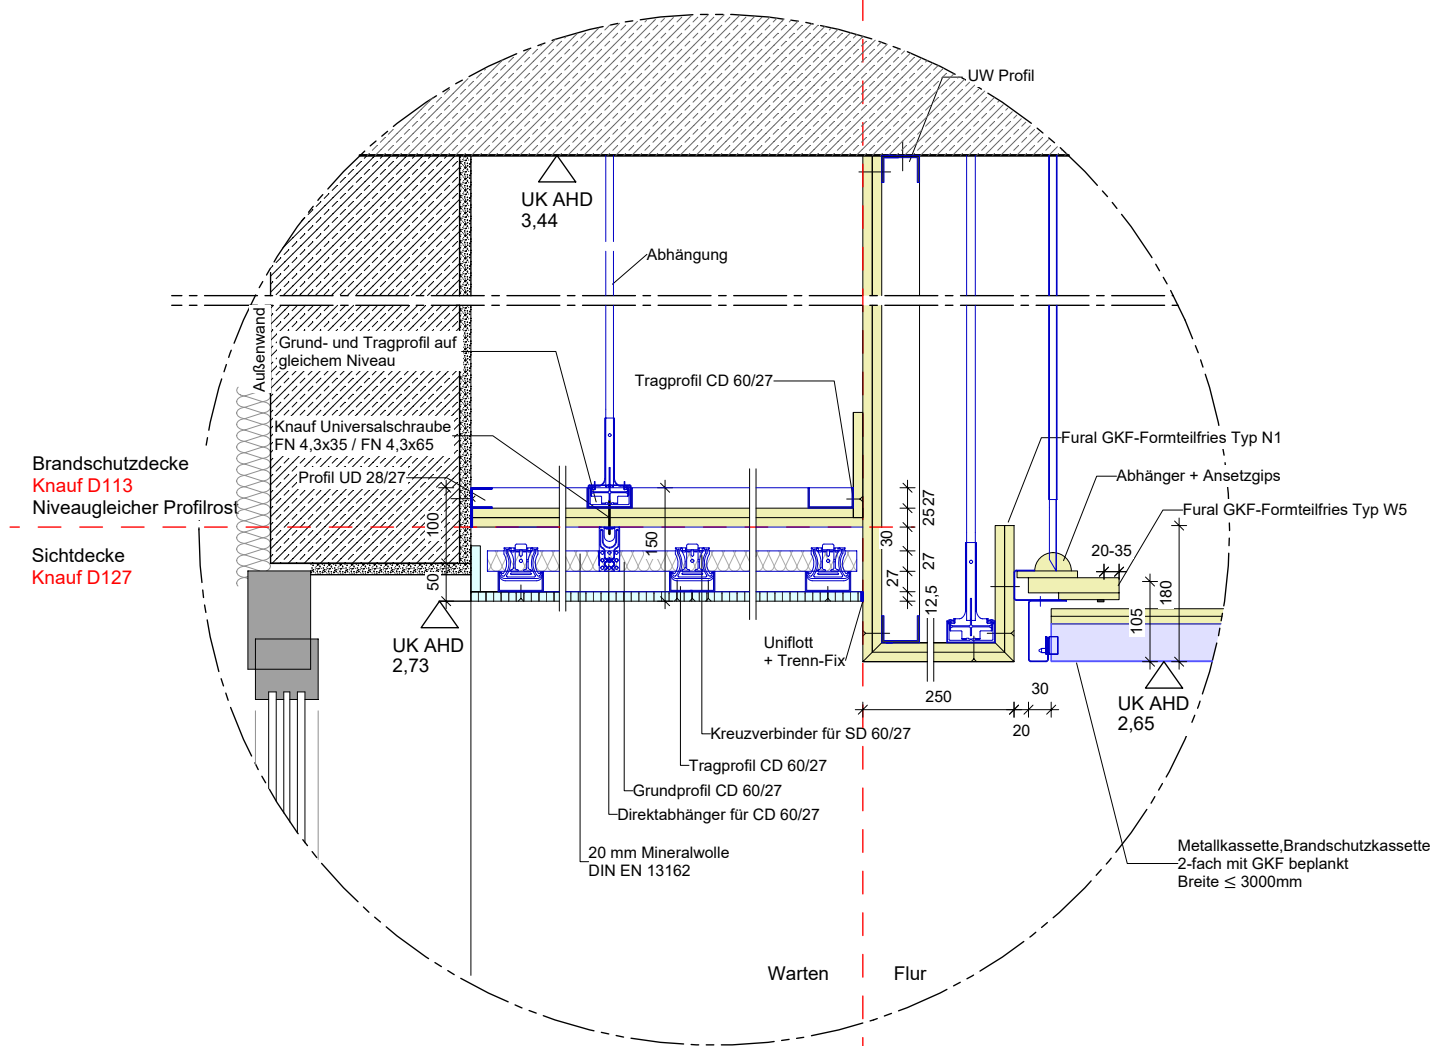 UW Profil
UK AHD
3,44
Abhängung
Außenwand
Grund- und Tragprofil auf
gleichem Niveau
Tragprofil CD 60/27
Knauf Universalschraube
FN 4,3x35 / FN 4,3x65
Fural GKF-Formteilfries Typ N1
Brandschutzdecke
Knauf D113
Niveaugleicher Profilrost
Profil UD 28/27
Abhänger + Ansetzgips
Fural GKF-Formteilfries Typ W5
100
50
150
27
25
30
27
27
12,5
20-35
180
105
Sichtdecke
Knauf D127
UK AHD
2,73
Uniflott
+ Trenn-Fix
250
30
20
UK AHD
2,65
Kreuzverbinder für SD 60/27
Tragprofil CD 60/27
Grundprofil CD 60/27
Direktabhänger für CD 60/27
20 mm Mineralwolle
DIN EN 13162
Metallkassette,Brandschutzkassette
2-fach mit GKF beplankt
Breite ≤ 3000mm
Warten
Flur